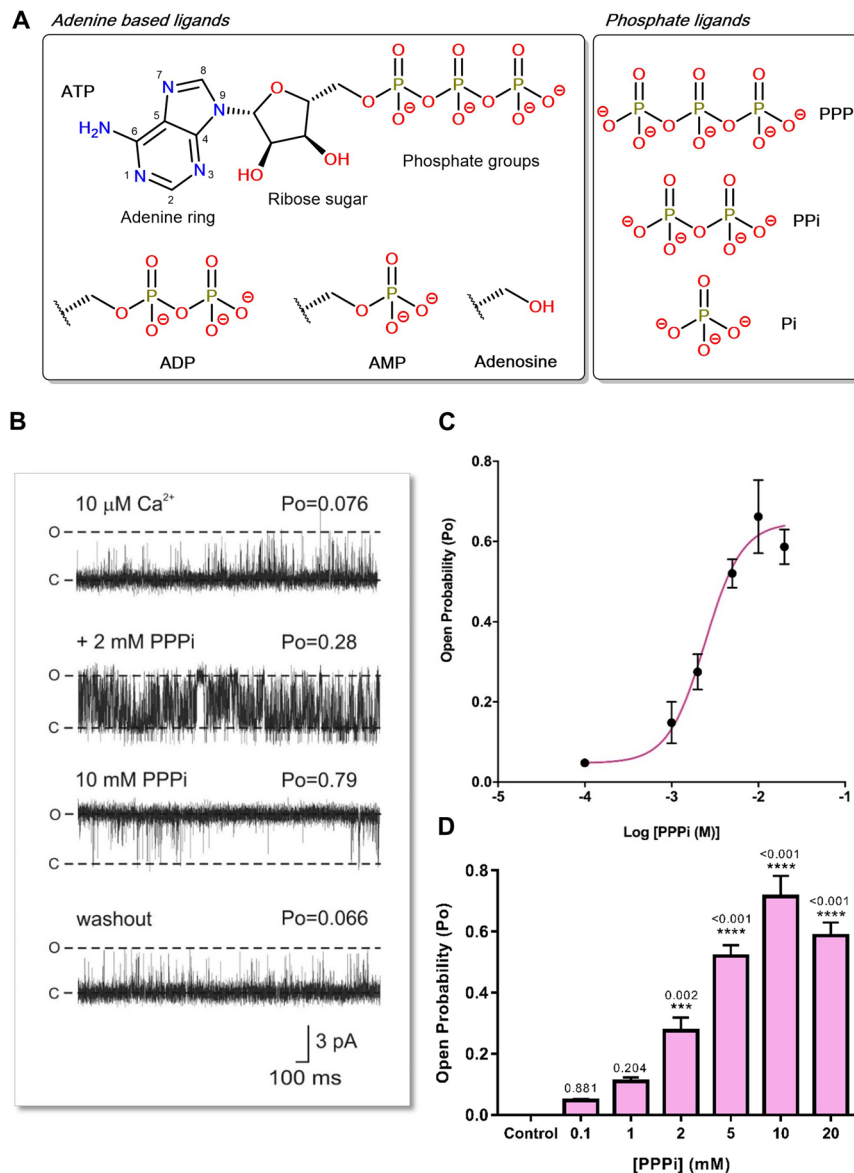 A
Adenine based ligands
Phosphate ligands
ATP
H₂N
N
7
8
N
9
5
6
4
N
1
N
3
2
O
HO
OH
O
O
P
O⊖
O
O
P
O⊖
O
O
P
O⊖
O⊖
Phosphate groups
Ribose sugar
Adenine ring
O
P
O⊖
O
O
P
O⊖
O⊖
ADP
O
O
P
O⊖
O⊖
AMP
OH
Adenosine
⊖O
O
P
O⊖
O
O
P
O⊖
O
O
P
O⊖
O⊖
PPP
⊖O
O
P
O⊖
O
O
P
O⊖
O⊖
PPi
⊖O
O
P
O⊖
O⊖
Pi
B
10 μM Ca²⁺ Po=0.076
O
C
+ 2 mM PPPi Po=0.28
O
C
10 mM PPPi Po=0.79
O
C
washout Po=0.066
O
C
3 pA
100 ms
C
Open Probability (Po)
0.8
0.6
0.4
0.2
0.0
-5 -4 -3 -2 -1
Log [PPPi (M)]
D
Open Probability (Po)
0.8
0.6
0.4
0.2
0.0
0.881
0.204
0.002
***
<0.001
****
<0.001
****
<0.001
****
Control 0.1 1 2 5 10 20
[PPPi] (mM)